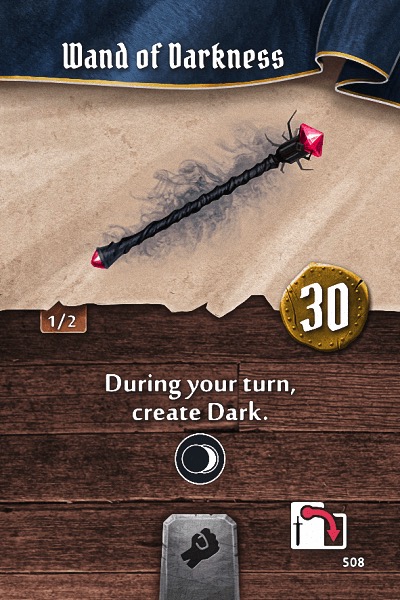 Wand of Darkness
30
1/2
During your turn,
create Dark.
508